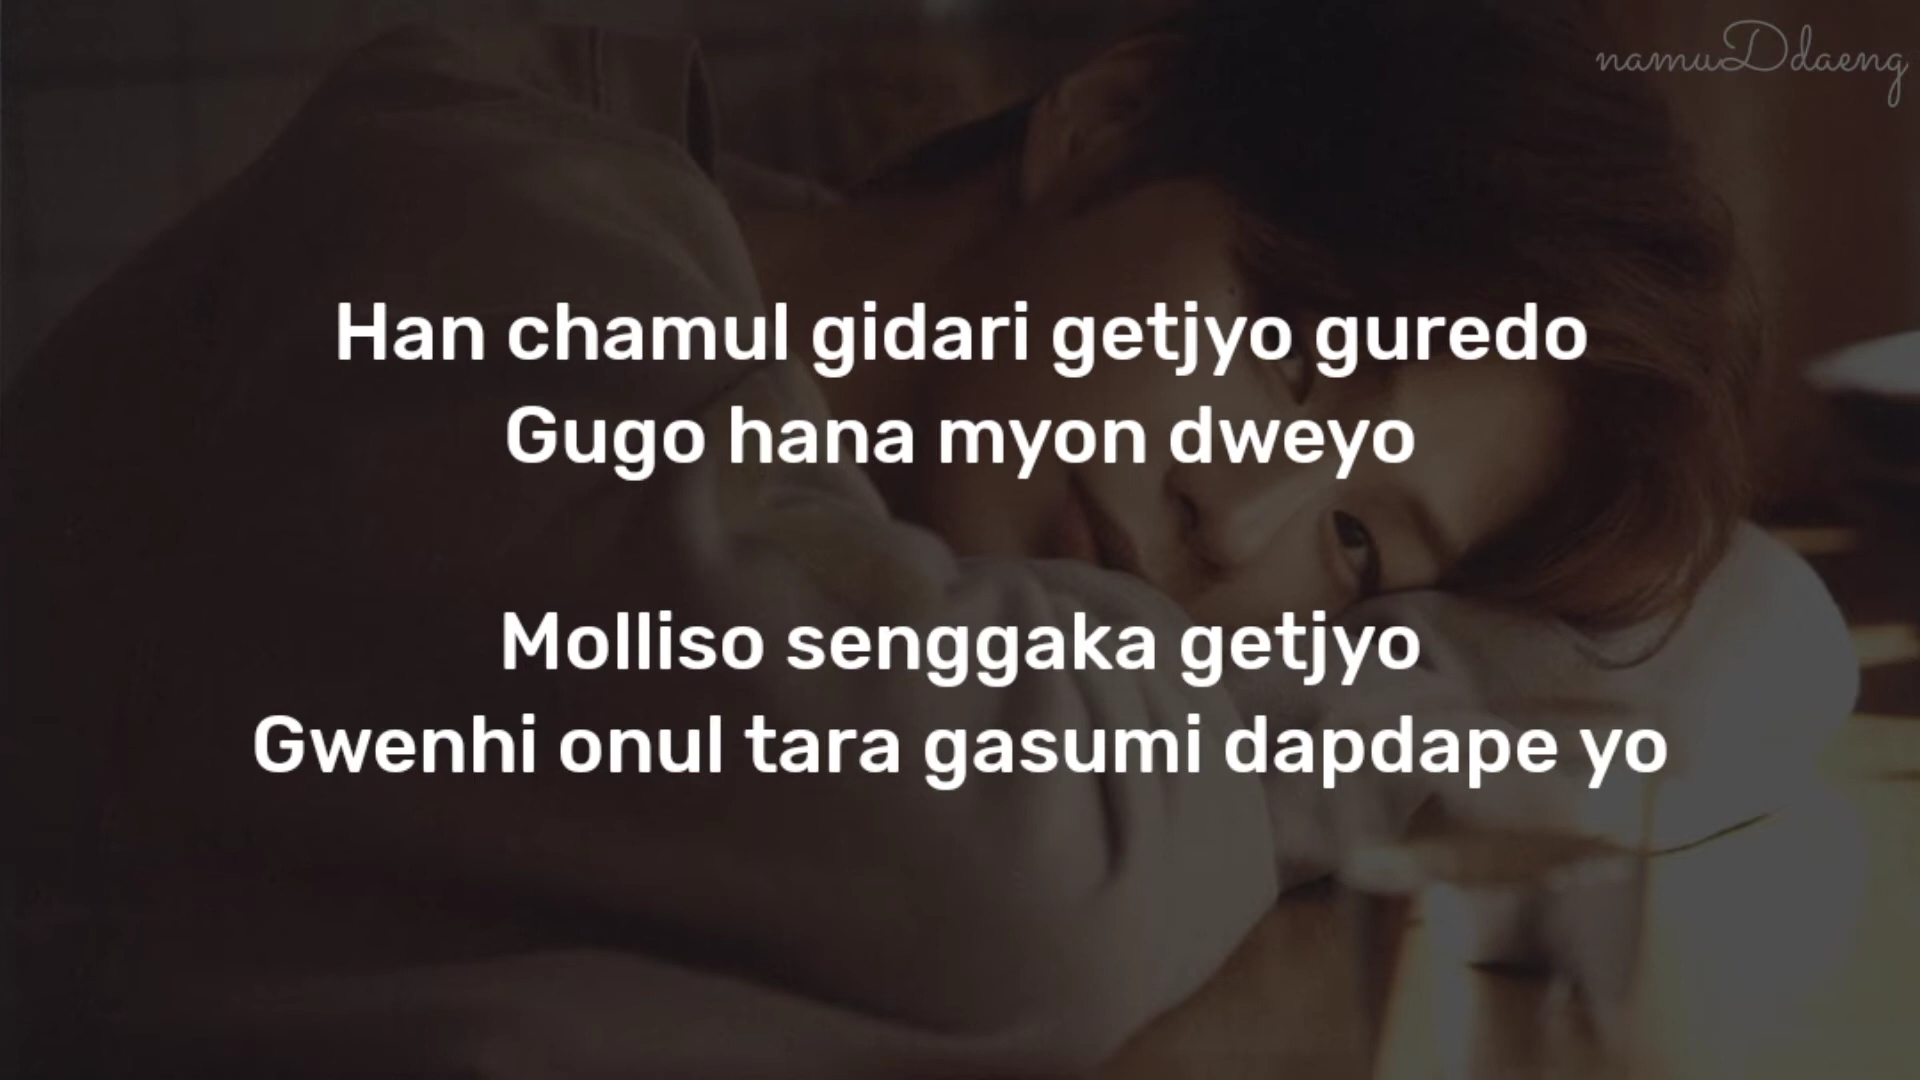 namuDdaeng
Han chamul gidari getjyo guredo
Gugo hana myon dweyo
Molliso senggaka getjyo
Gwenhi onul tara gasumi dapdape yo